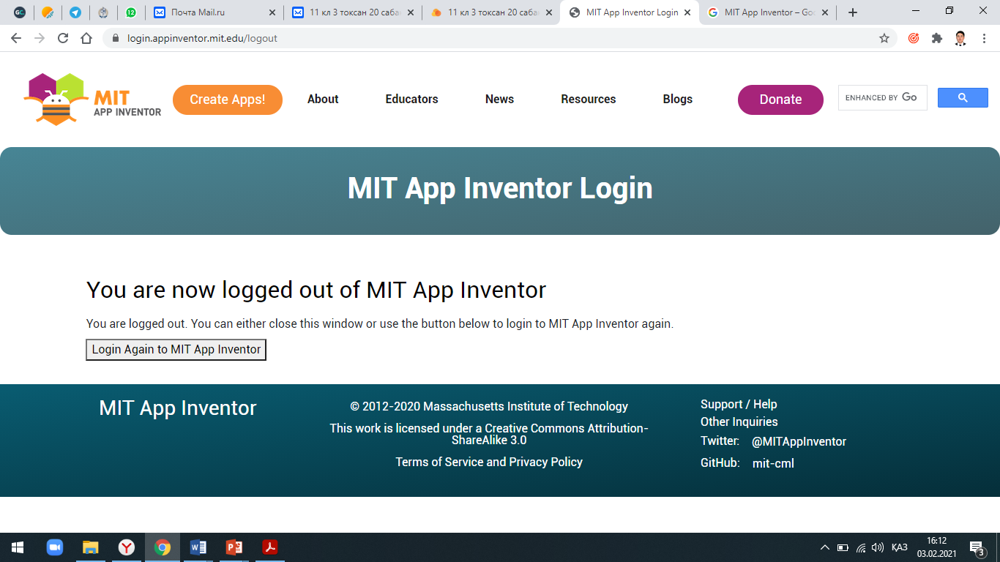 GC
12
Почта Mail.ru
11 кл 3 токсан 20 саба
11 кл 3 токсан 20 саба
MIT App Inventor Login
MIT App Inventor – Goo
login.appinventor.mit.edu/logout
MIT
APP INVENTOR
Create Apps!
About
Educators
News
Resources
Blogs
Donate
ENHANCED BY Go
MIT App Inventor Login
You are now logged out of MIT App Inventor
You are logged out. You can either close this window or use the button below to login to MIT App Inventor again.
Login Again to MIT App Inventor
MIT App Inventor
© 2012-2020 Massachusetts Institute of Technology
This work is licensed under a Creative Commons Attribution-
ShareAlike 3.0
Terms of Service and Privacy Policy
Support / Help
Other Inquiries
Twitter: @MITAppInventor
GitHub: mit-cml
ҚАЗ
16:12
03.02.2021
3